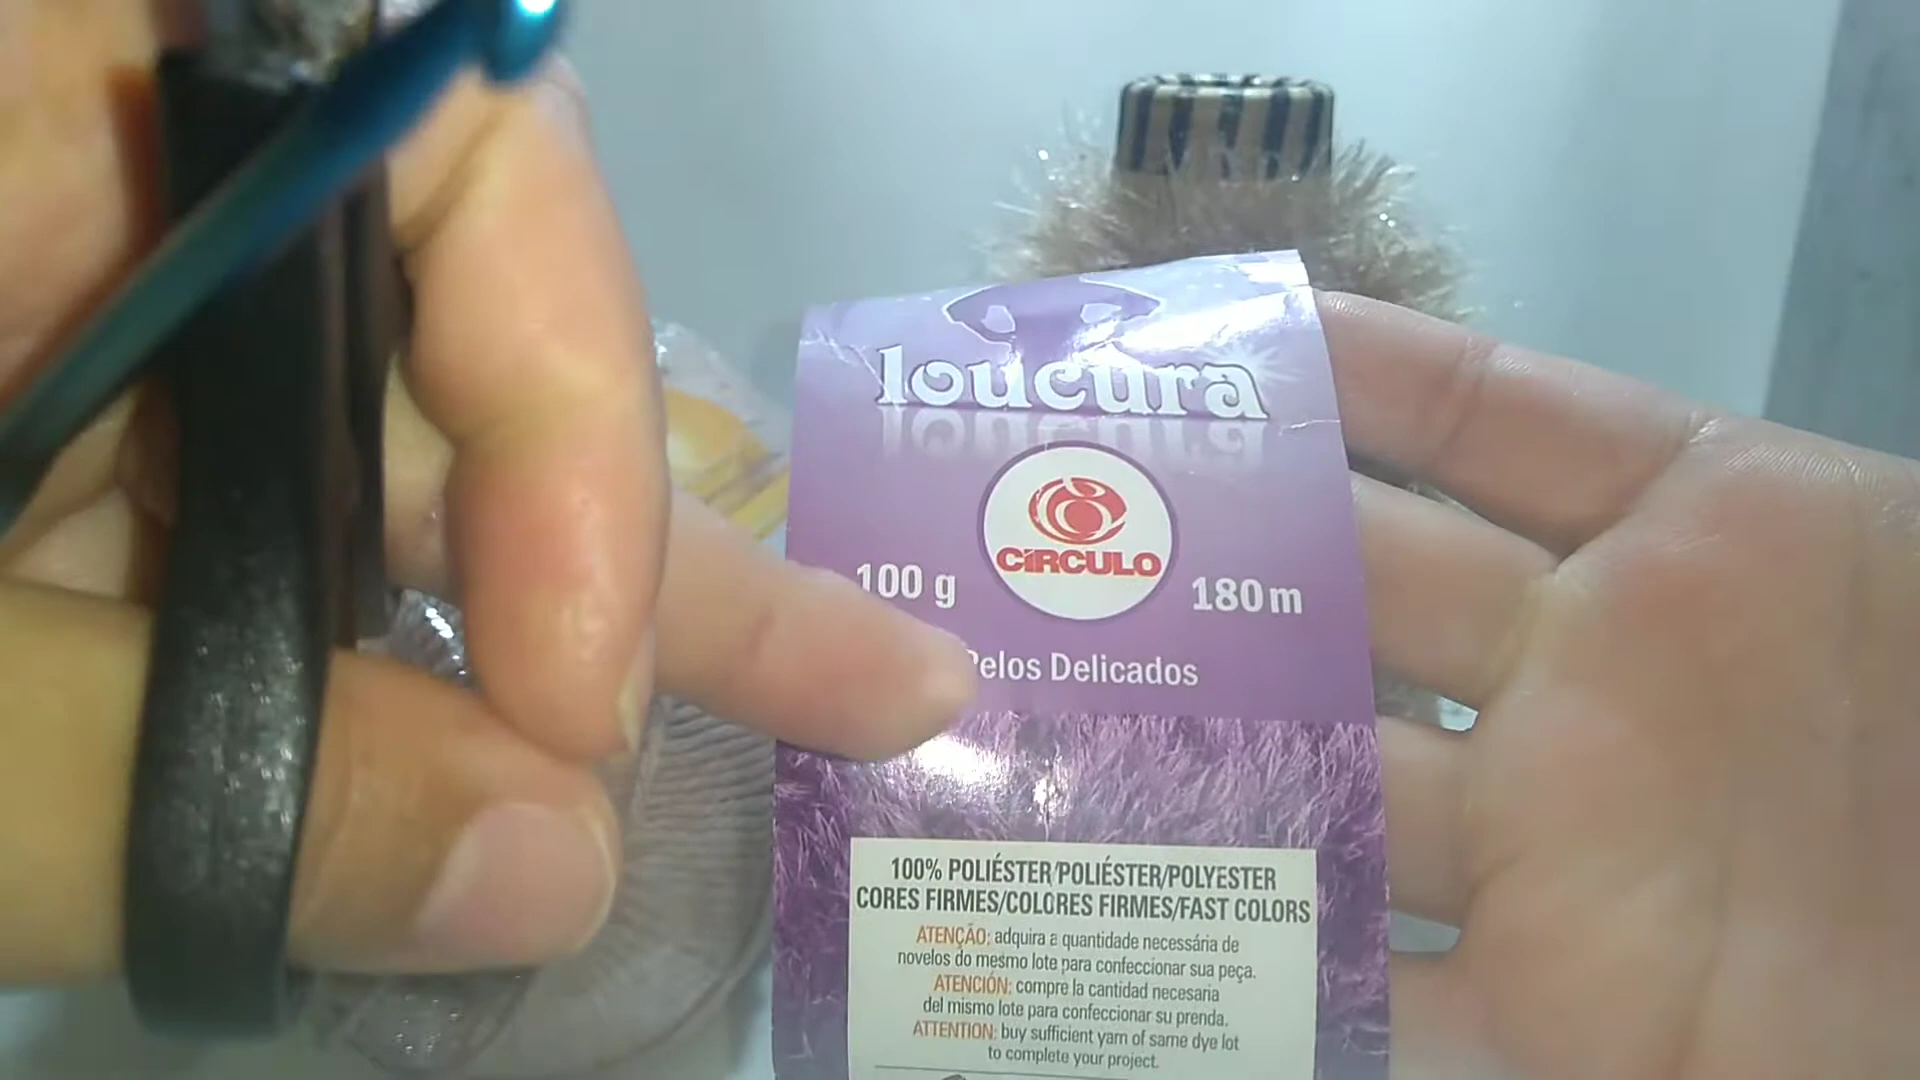 loucura
CÍRCULO
100 g
180 m
Pelos Delicados
100% POLIÉSTER/POLIÉSTER/POLYESTER
CORES FIRMES/COLORES FIRMES/FAST COLORS
ATENÇÃO: adquira a quantidade necessária de
novelos do mesmo lote para confeccionar sua peça.
ATENCIÓN: compre la cantidad necesaria
del mismo lote para confeccionar su prenda.
ATTENTION: buy sufficient yarn of same dye lot
to complete your project.